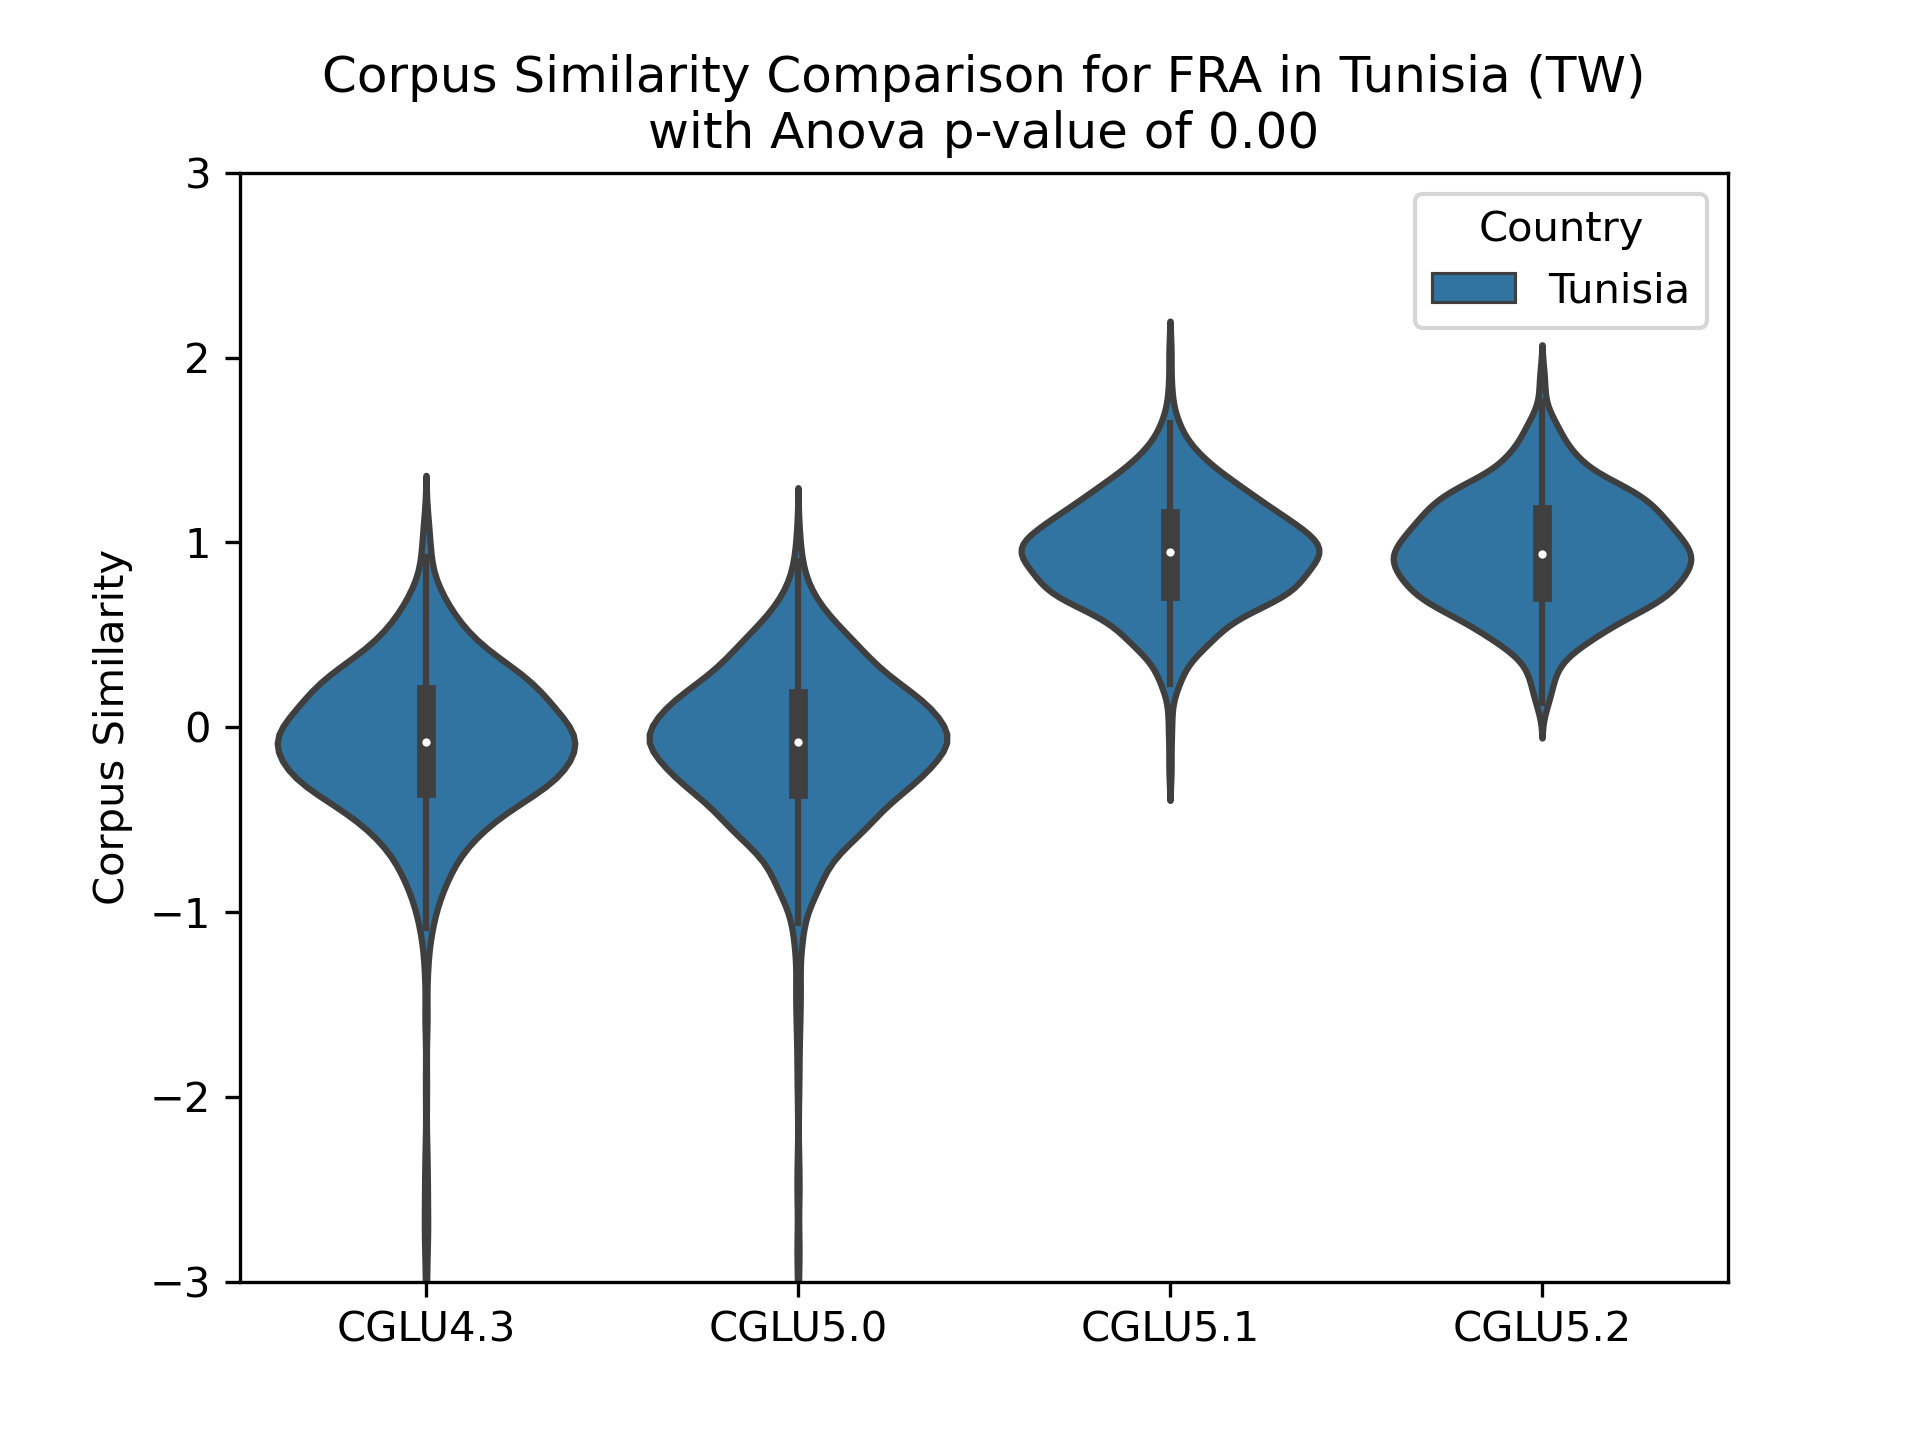 Corpus Similarity Comparison for FRA in Tunisia (TW)
with Anova p-value of 0.00
Country
Tunisia
Corpus Similarity
3
2
1
0
−1
−2
−3
CGLU4.3 CGLU5.0 CGLU5.1 CGLU5.2